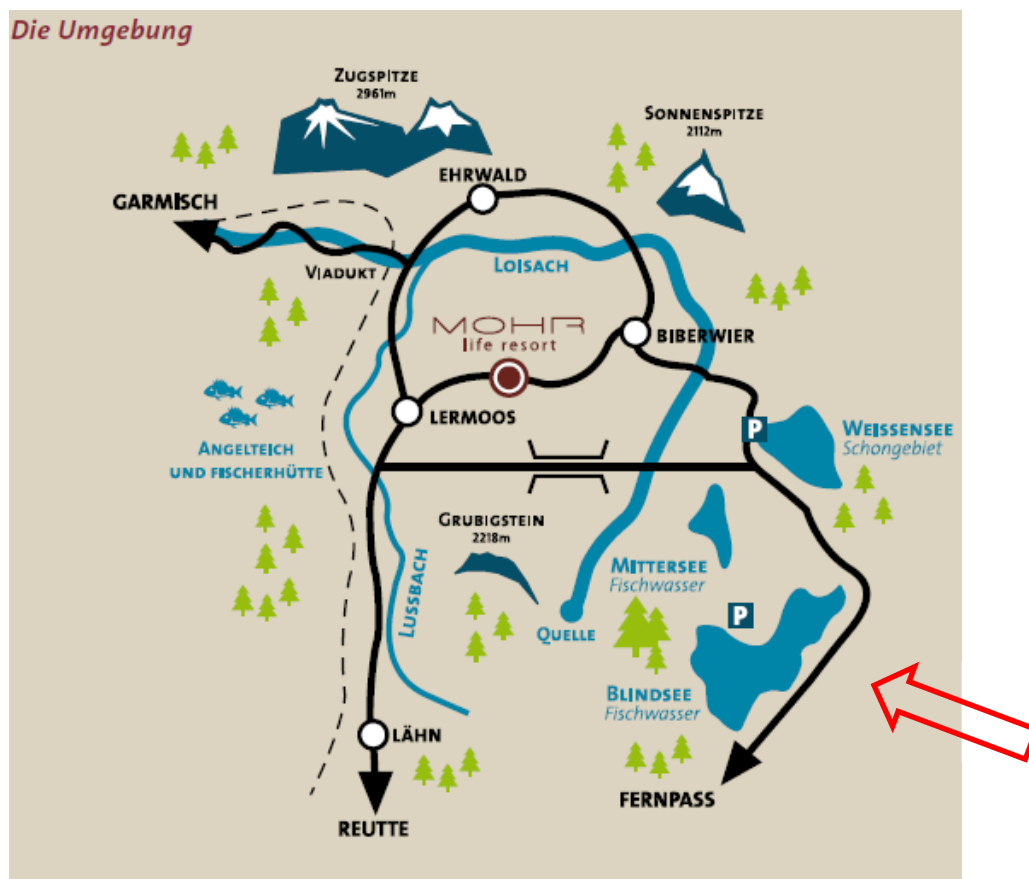 Die Umgebung
ZUGSPITZE
2961m
SONNENSPITZE
2112m
EHRWALD
GARMISCH
VIADUKT
LOISACH
MOHR
life resort
BIBERWIER
LERMOOS
P
WEISSENSEE
Schongebiet
ANGELTEICH
UND FISCHERHÜTTE
GRUBIGSTEIN
2218m
MITTERSEE
Fischwasser
LUSSBACH
P
QUELLE
BLINDSEE
Fischwasser
LÄHN
FERNPASS
REUTTE